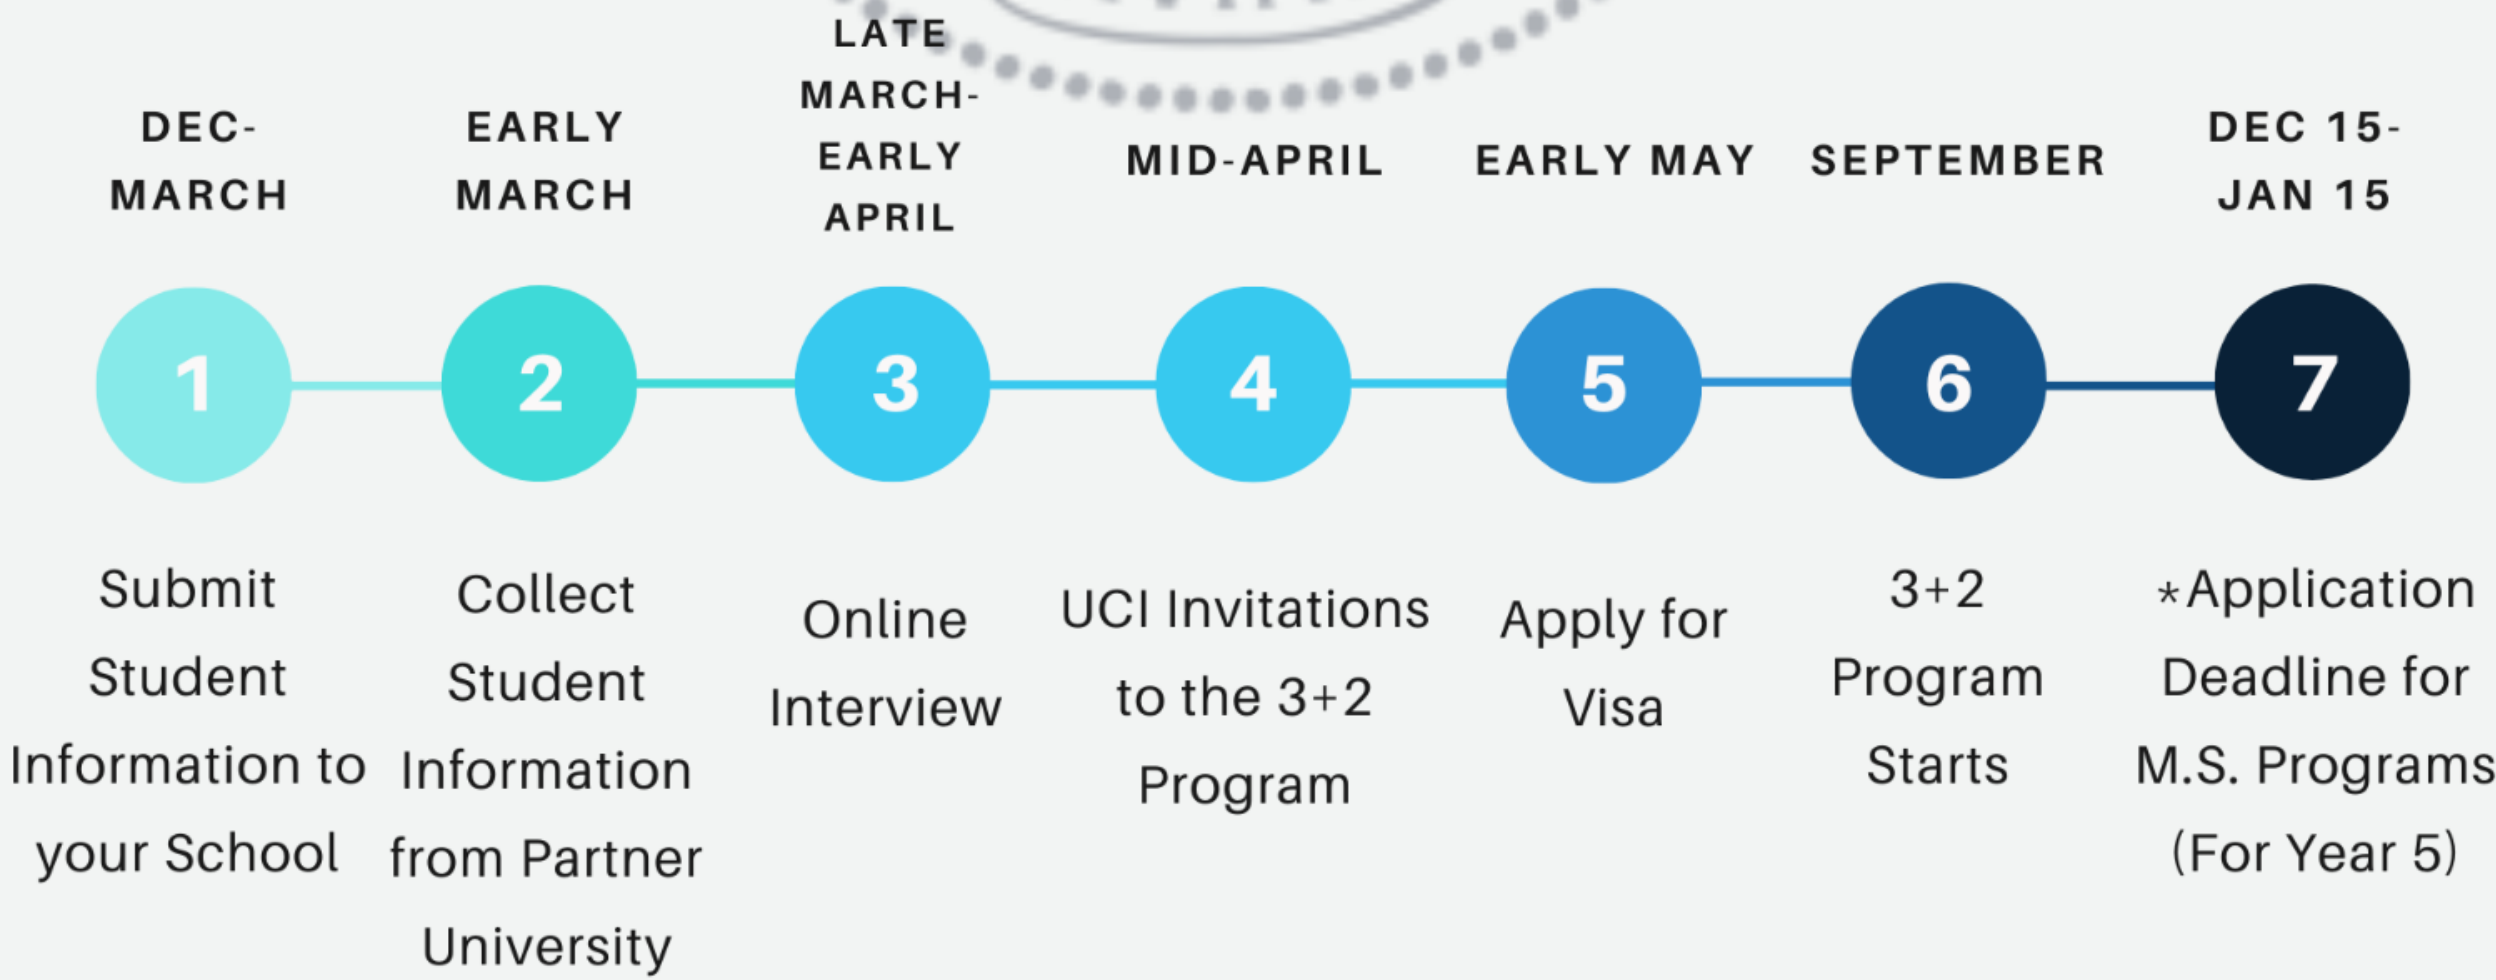 DEC-
MARCH
EARLY
MARCH
LATE
MARCH-
EARLY
APRIL
MID-APRIL
EARLY MAY
SEPTEMBER
DEC 15-
JAN 15
1
2
3
4
5
6
7
Submit
Student
Information to
your School
Collect
Student
Information
from Partner
University
Online
Interview
UCI Invitations
to the 3+2
Program
Apply for
Visa
3+2
Program
Starts
*Application
Deadline for
M.S. Programs
(For Year 5)